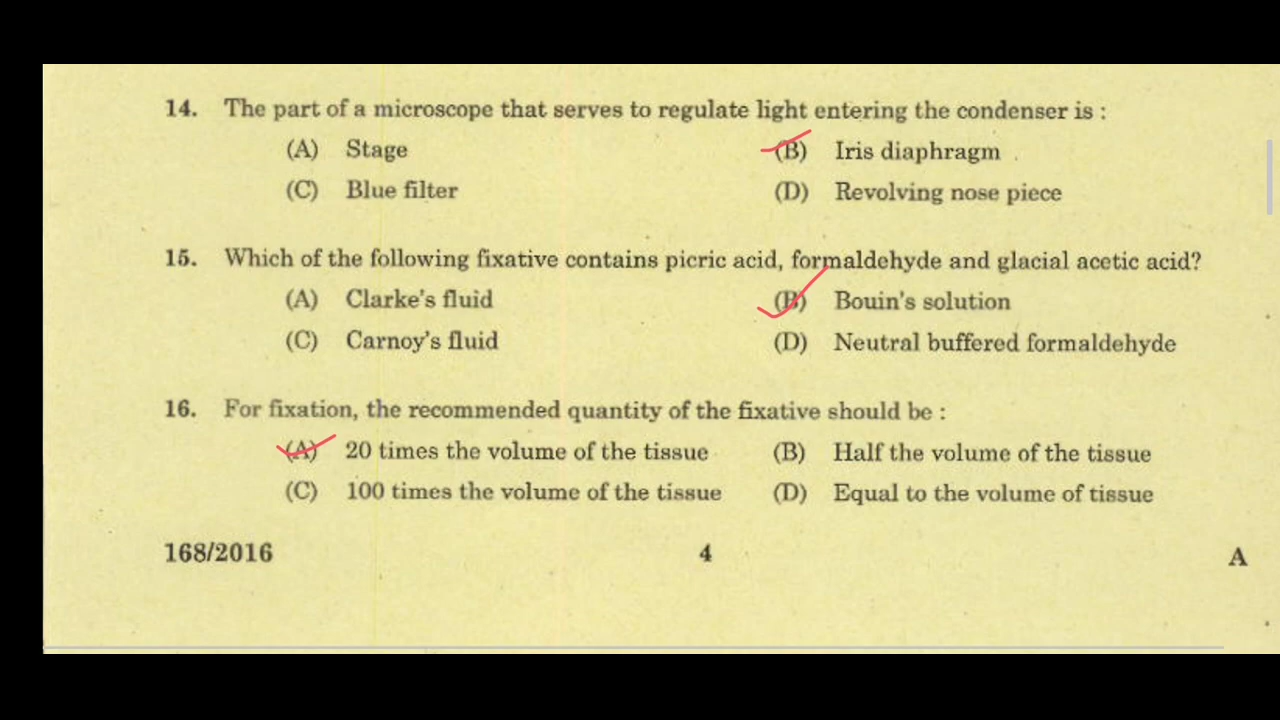 14. The part of a microscope that serves to regulate light entering the condenser is :
(A) Stage (B) Iris diaphragm
(C) Blue filter (D) Revolving nose piece
15. Which of the following fixative contains picric acid, formaldehyde and glacial acetic acid?
(A) Clarke's fluid (B) Bouin's solution
(C) Carnoy's fluid (D) Neutral buffered formaldehyde
16. For fixation, the recommended quantity of the fixative should be :
(A) 20 times the volume of the tissue (B) Half the volume of the tissue
(C) 100 times the volume of the tissue (D) Equal to the volume of tissue
168/2016 4 A